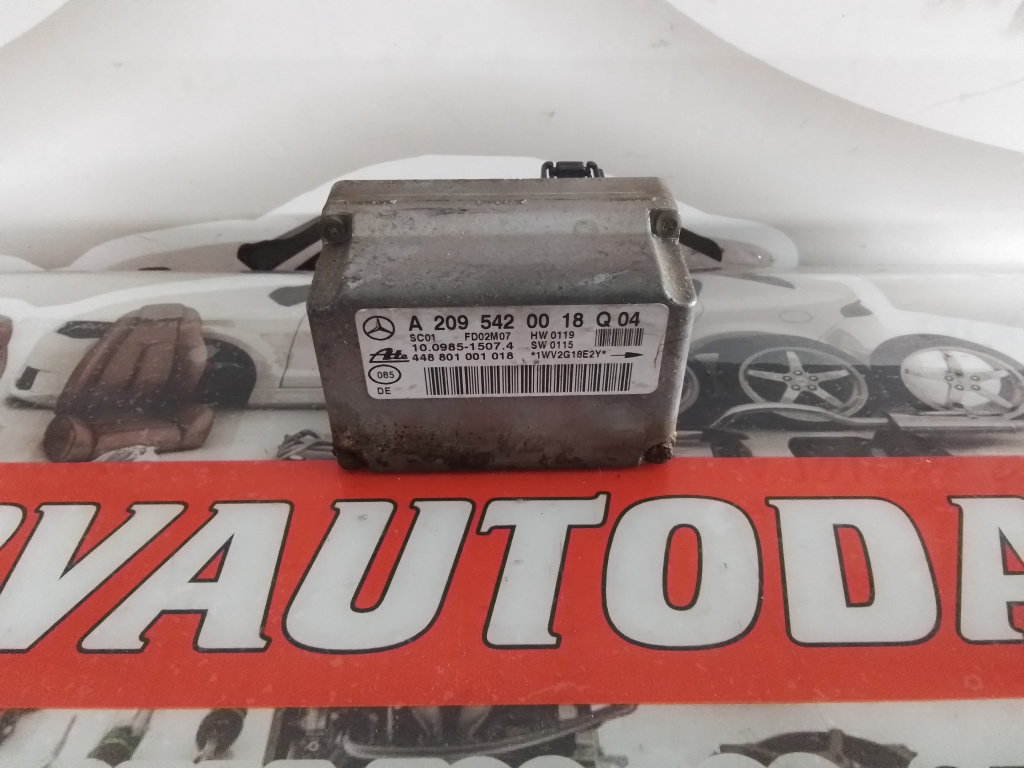 A 209 542 00 18 Q 04
SC01 FD02M07 HW 0119
10.0985-1507.4 SW 0115
Ate 448 801 001 018 *1WV2G18E2Y*
085
DE
VAUTODA